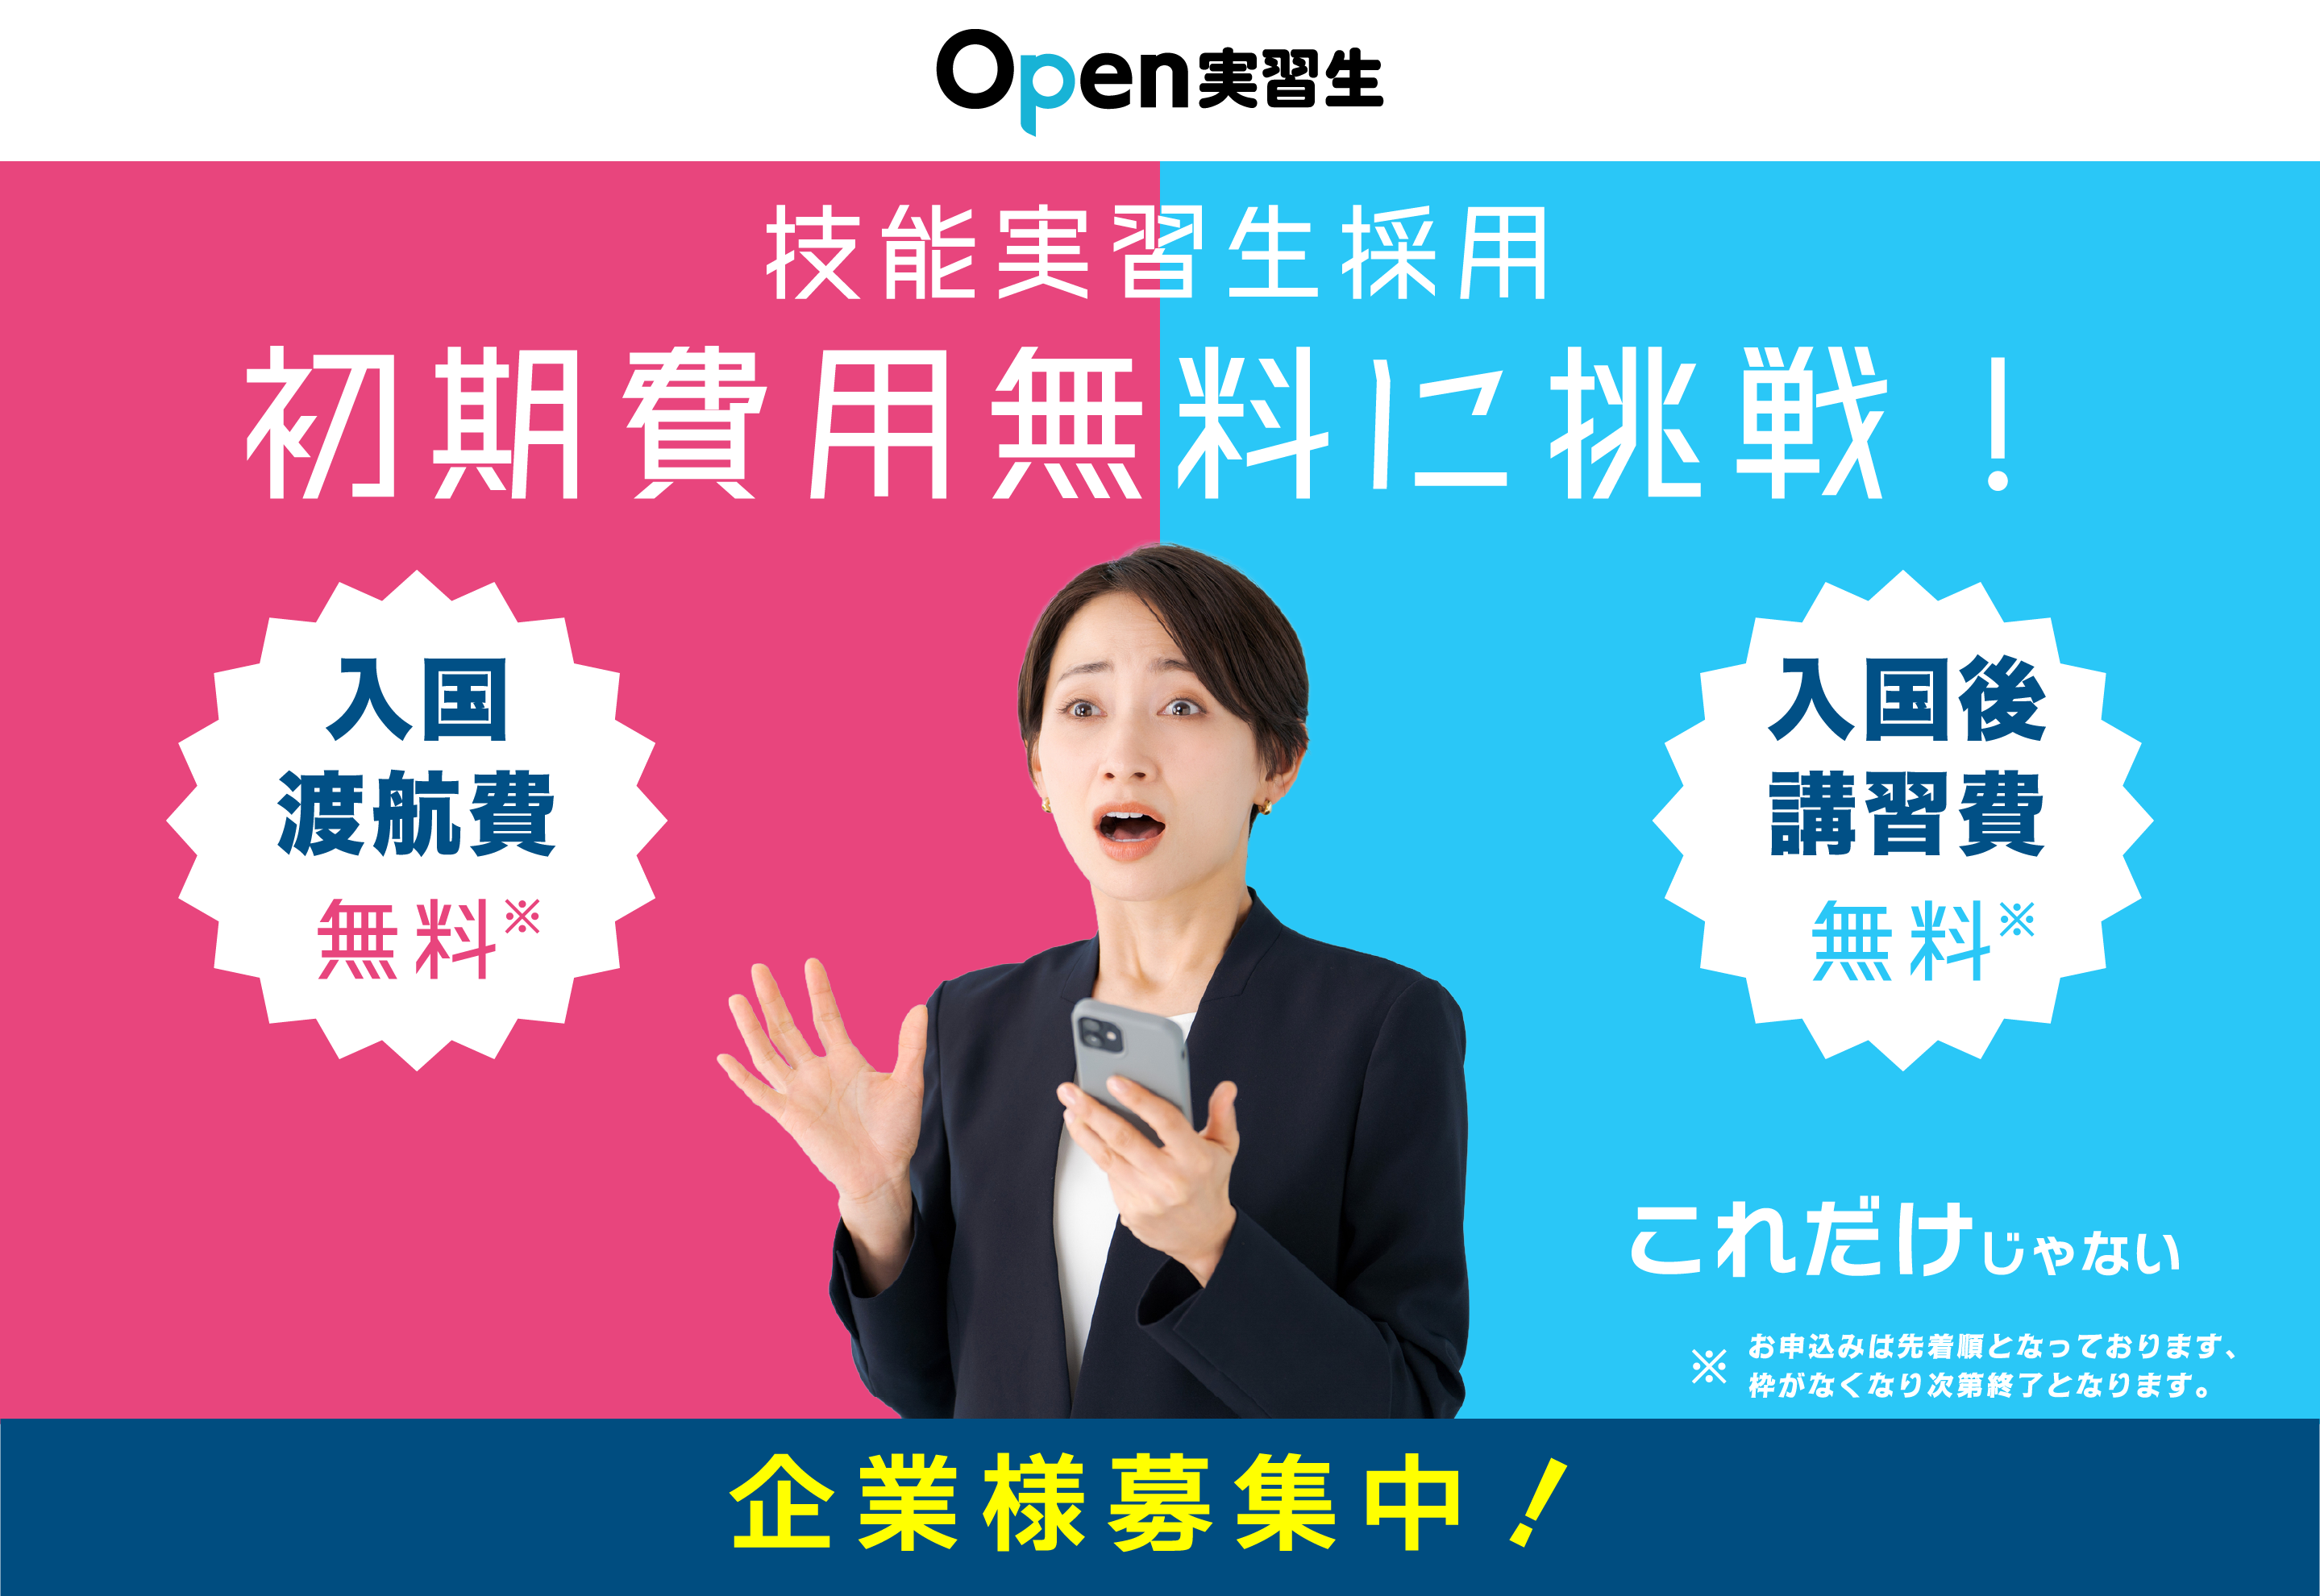 Open実習生
技能実習生採用
初期費用無料に挑戦！
入国
渡航費
無料※
入国後
講習費
無料※
これだけじゃない
※ お申込みは先着順となっております、
枠がなくなり次第終了となります。
企業様募集中！